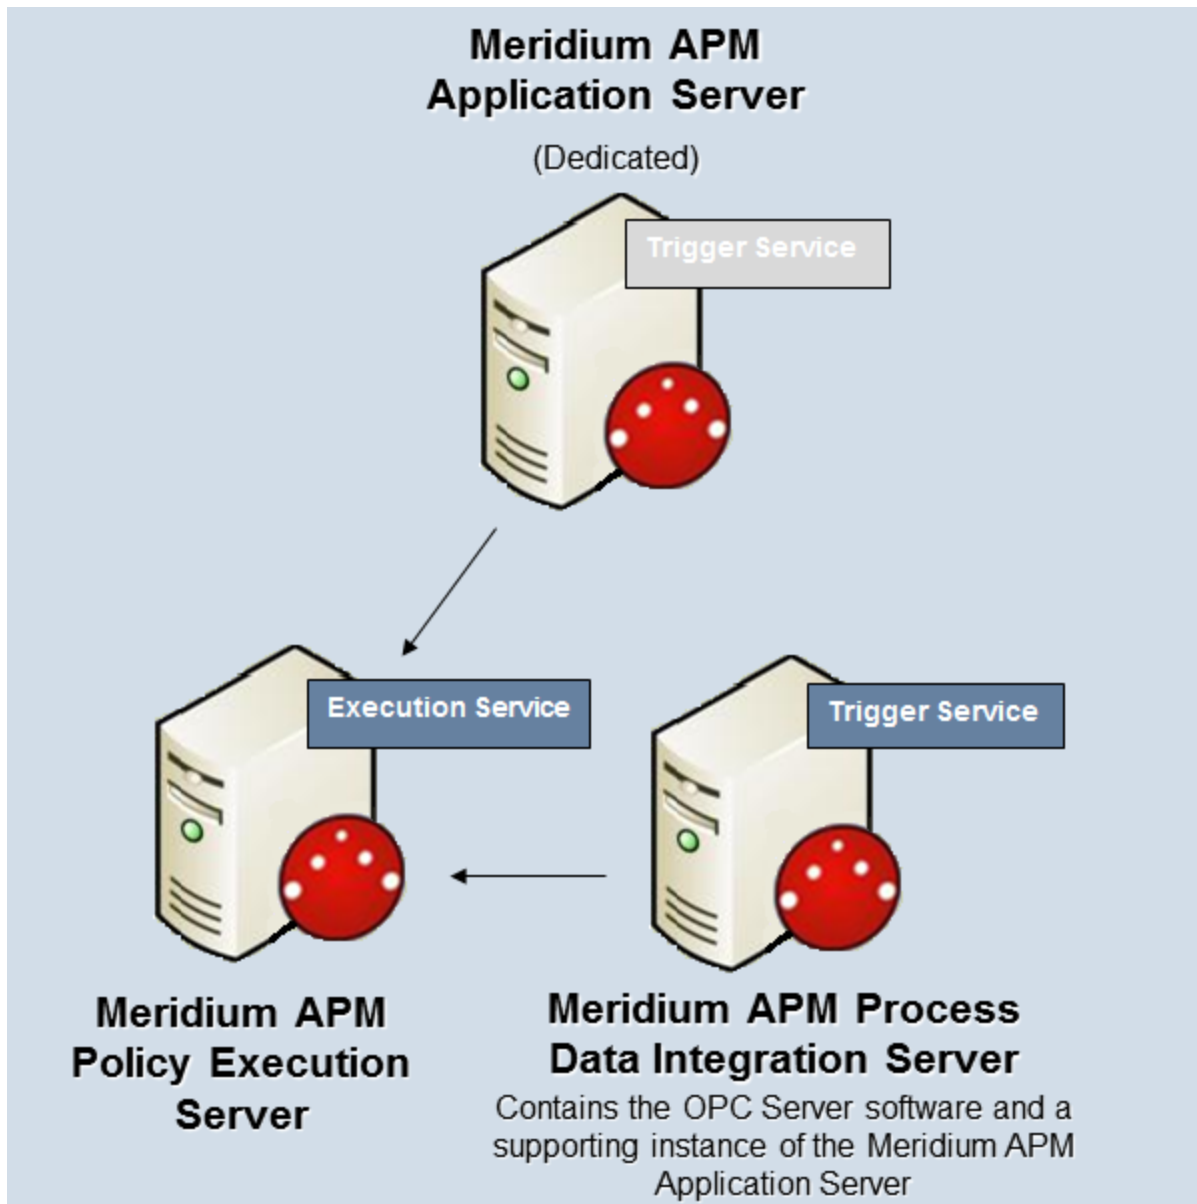 Meridium APM
Application Server
(Dedicated)
Trigger Service
Execution Service
Trigger Service
Meridium APM
Policy Execution
Server
Meridium APM Process
Data Integration Server
Contains the OPC Server software and a
supporting instance of the Meridium APM
Application Server